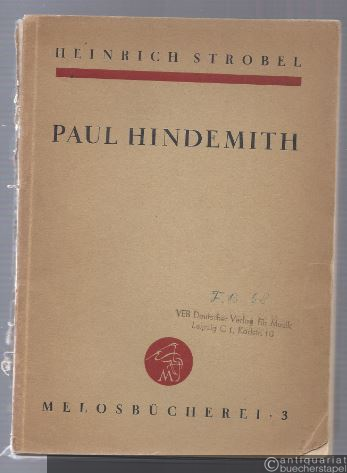 HEINRICH STROBEL
PAUL HINDEMITH
VEB Deutscher Verlag für Musik
Leipzig C 1, Karlstr. 10
M
MELOSBÜCHEREI · 3
antiquariat
buecherstapel